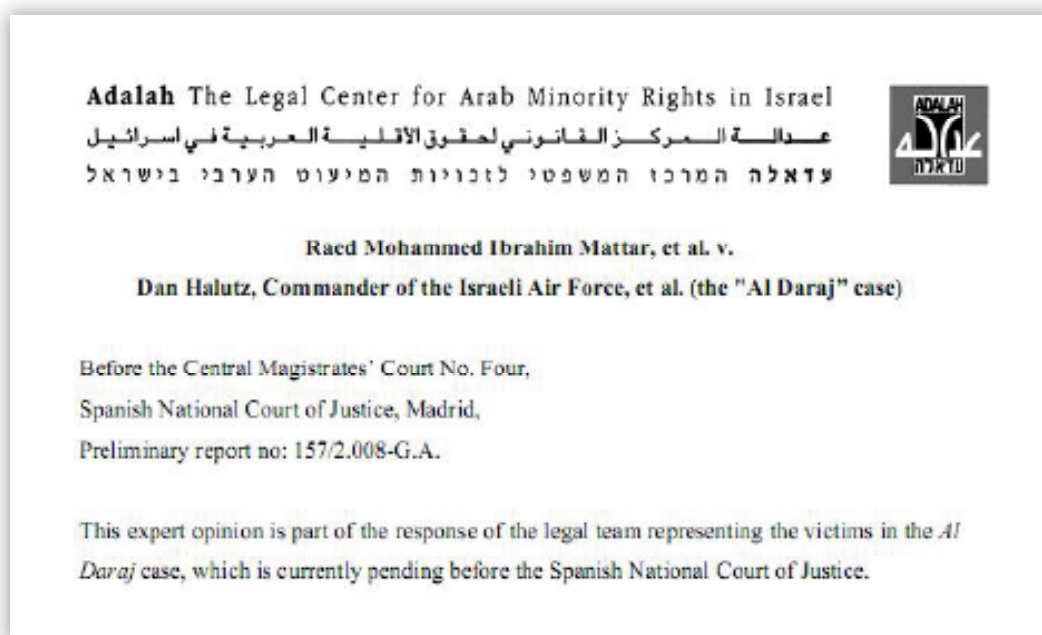 Adalah The Legal Center for Arab Minority Rights in Israel
عدالة المركز القانوني لحقوق الأقلية العربية في اسرائيل
עדאלה המרכז המשפטי לזכויות המיעוט הערבי בישראל
ADALAH
عدالة
עדאלה
Raed Mohammed Ibrahim Mattar, et al. v.
Dan Halutz, Commander of the Israeli Air Force, et al. (the "Al Daraj” case)
Before the Central Magistrates’ Court No. Four,
Spanish National Court of Justice, Madrid,
Preliminary report no: 157/2.008-G.A.
This expert opinion is part of the response of the legal team representing the victims in the Al
Daraj case, which is currently pending before the Spanish National Court of Justice.